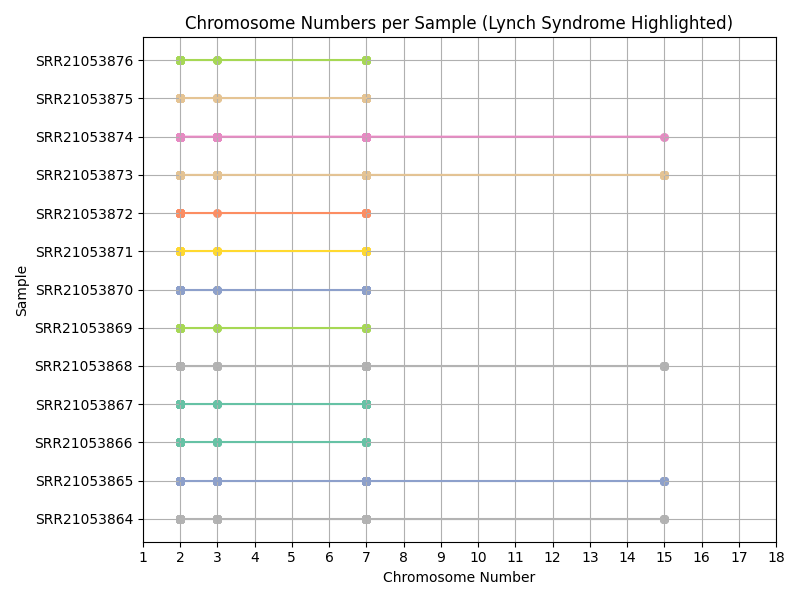 Chromosome Numbers per Sample (Lynch Syndrome Highlighted)
SRR21053876
SRR21053875
SRR21053874
SRR21053873
SRR21053872
SRR21053871
SRR21053870
SRR21053869
SRR21053868
SRR21053867
SRR21053866
SRR21053865
SRR21053864
Sample
1 2 3 4 5 6 7 8 9 10 11 12 13 14 15 16 17 18
Chromosome Number